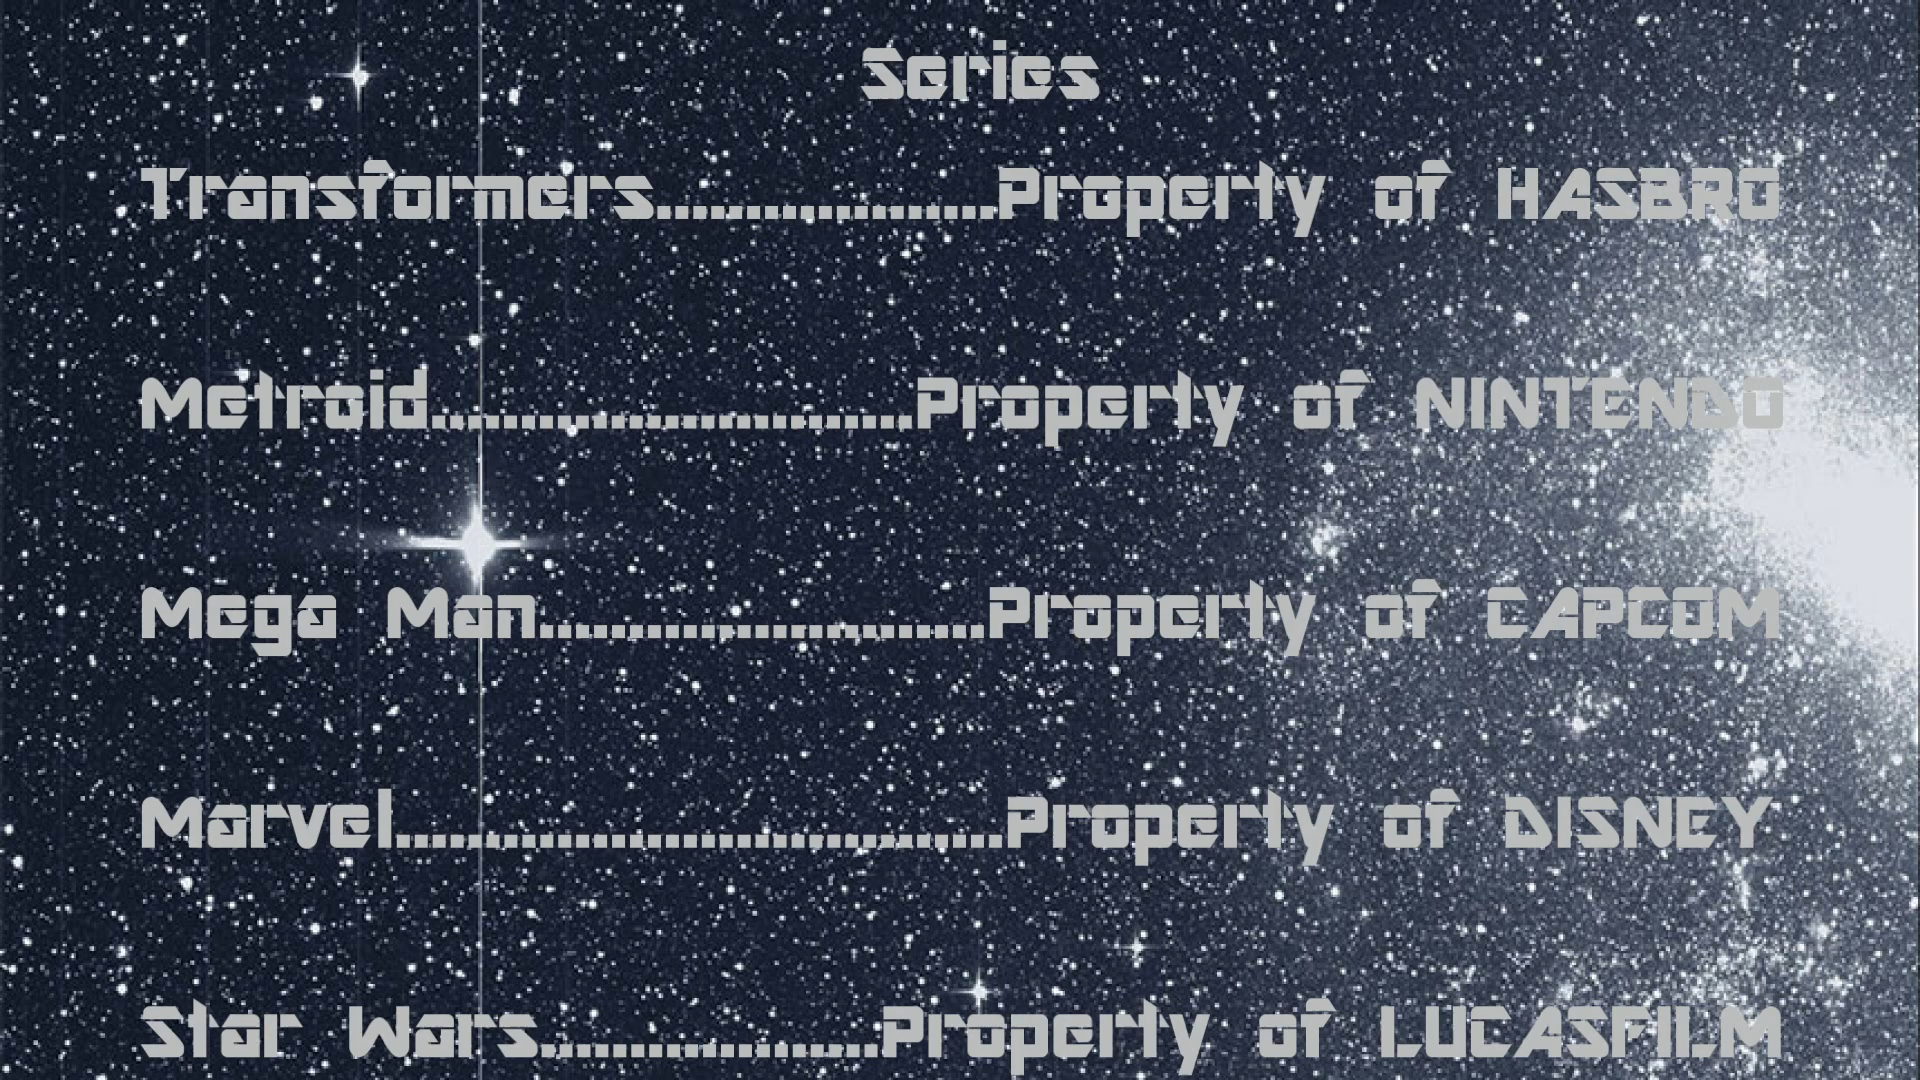 Series
Transformers...................Property of HASBRO
Metroid...........................Property of NINTENDO
Mega Man.........................Property of CAPCOM
Marvel..................................Property of DISNEY
Star Wars...................Property of LUCASFILM